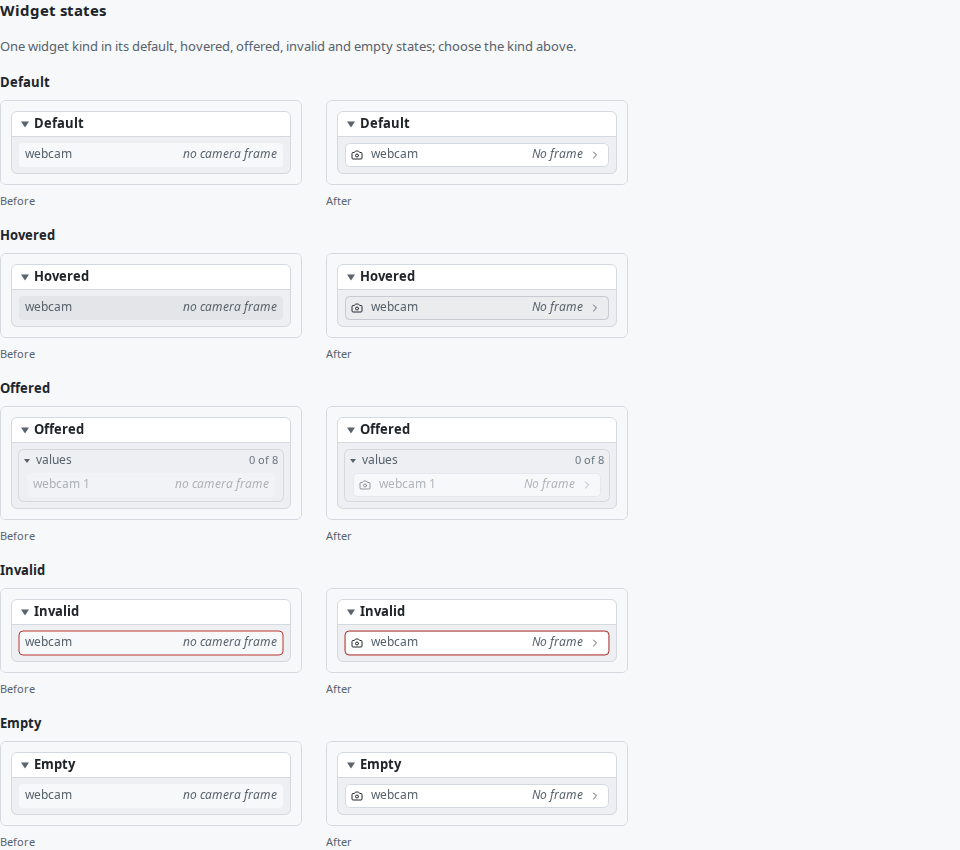 Widget states
One widget kind in its default, hovered, offered, invalid and empty states; choose the kind above.
Default
Default
webcam no camera frame
Before
Default
webcam No frame
After
Hovered
Hovered
webcam no camera frame
Before
Hovered
webcam No frame
After
Offered
Offered
values 0 of 8
webcam 1 no camera frame
Before
Offered
values 0 of 8
webcam 1 No frame
After
Invalid
Invalid
webcam no camera frame
Before
Invalid
webcam No frame
After
Empty
Empty
webcam no camera frame
Before
Empty
webcam No frame
After